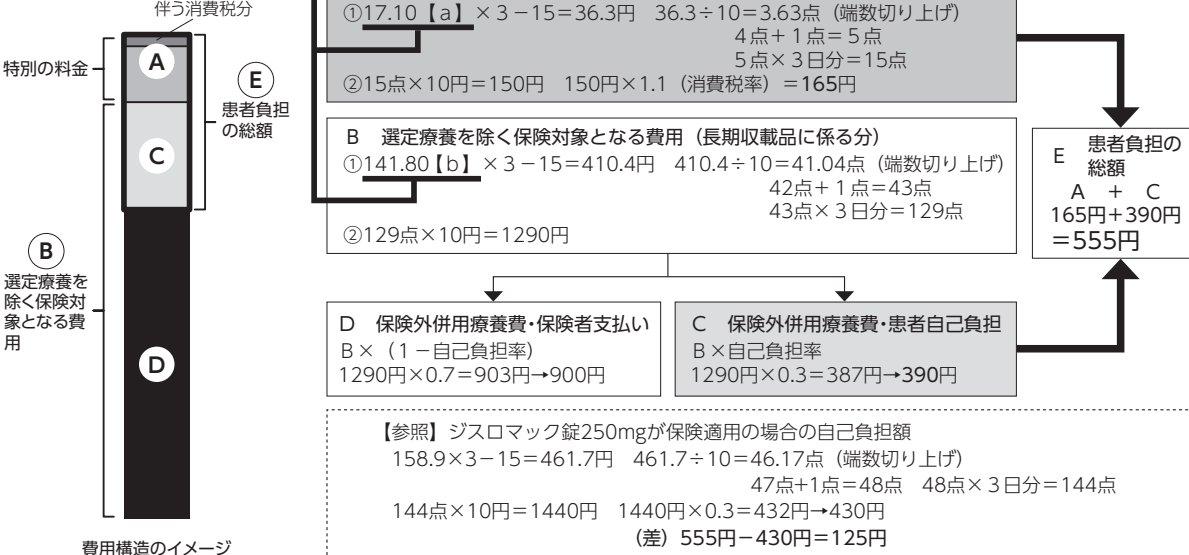 伴う消費税分
特別の料金
A
E
患者負担
の総額
C
B
選定療養を
除く保険対
象となる費
用
D
費用構造のイメージ
①17.10【a】×3－15＝36.3円　36.3÷10＝3.63点（端数切り上げ）
4点＋1点＝5点
5点×3日分＝15点
②15点×10円＝150円　150円×1.1（消費税率）＝165円
B　選定療養を除く保険対象となる費用（長期収載品に係る分）
①141.80【b】×3－15＝410.4円　410.4÷10＝41.04点（端数切り上げ）
42点＋1点＝43点
43点×3日分＝129点
②129点×10円＝1290円
D　保険外併用療養費・保険者支払い
B×（1－自己負担率）
1290円×0.7＝903円→900円
C　保険外併用療養費・患者自己負担
B×自己負担率
1290円×0.3＝387円→390円
E　患者負担の
総額
A　＋　C
165円＋390円
＝555円
【参照】ジスロマック錠250mgが保険適用の場合の自己負担額
158.9×3－15＝461.7円　461.7÷10＝46.17点（端数切り上げ）
47点+1点＝48点　48点×3日分＝144点
144点×10円＝1440円　1440円×0.3＝432円→430円
（差）555円－430円＝125円